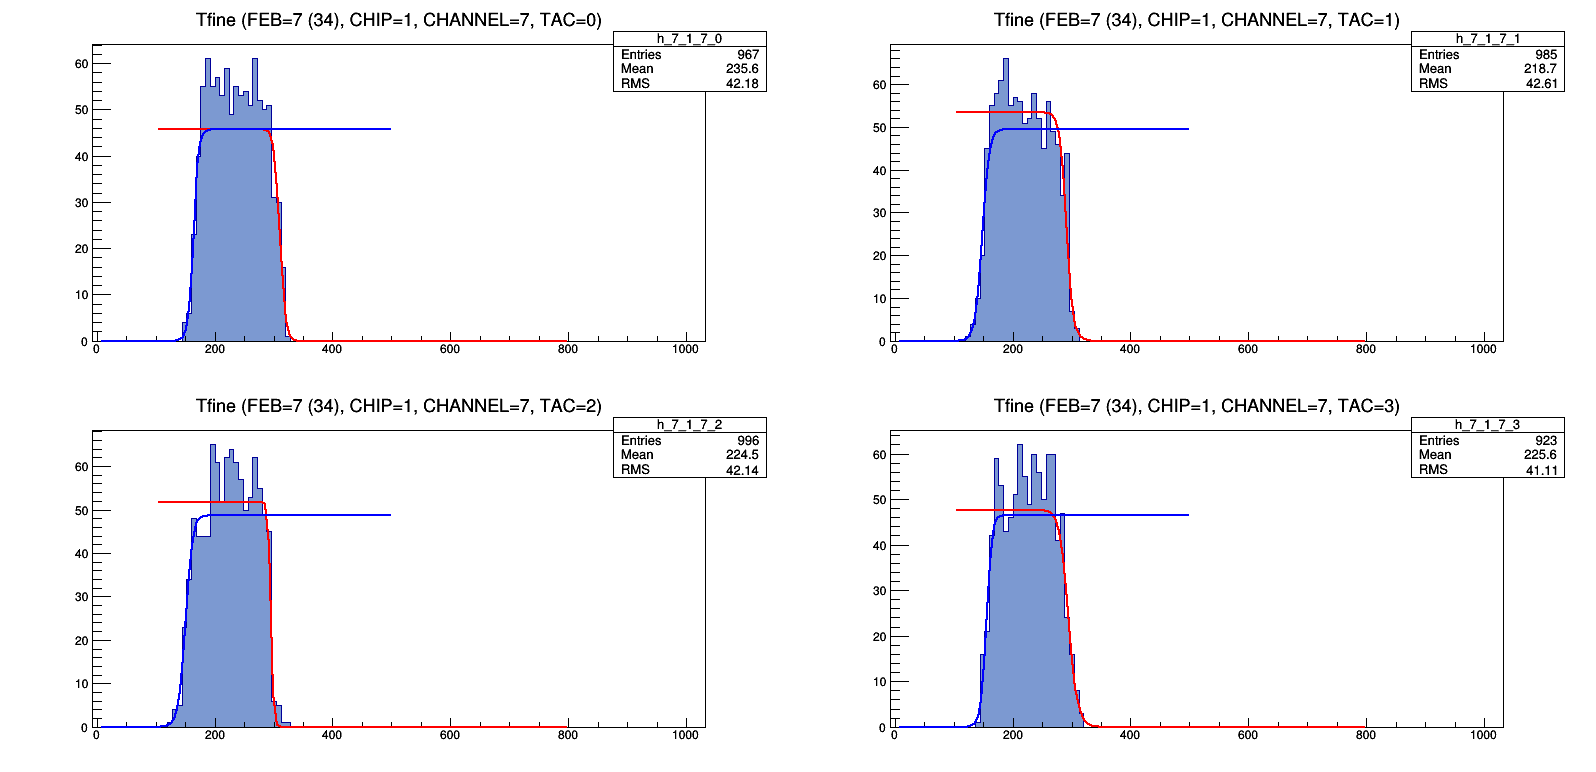 Tfine (FEB=7 (34), CHIP=1, CHANNEL=7, TAC=0)
h_7_1_7_0
Entries 967
Mean 235.6
RMS 42.18
60
50
40
30
20
10
0
0 200 400 600 800 1000
Tfine (FEB=7 (34), CHIP=1, CHANNEL=7, TAC=1)
h_7_1_7_1
Entries 985
Mean 218.7
RMS 42.61
60
50
40
30
20
10
0
0 200 400 600 800 1000
Tfine (FEB=7 (34), CHIP=1, CHANNEL=7, TAC=2)
h_7_1_7_2
Entries 996
Mean 224.5
RMS 42.14
60
50
40
30
20
10
0
0 200 400 600 800 1000
Tfine (FEB=7 (34), CHIP=1, CHANNEL=7, TAC=3)
h_7_1_7_3
Entries 923
Mean 225.6
RMS 41.11
60
50
40
30
20
10
0
0 200 400 600 800 1000